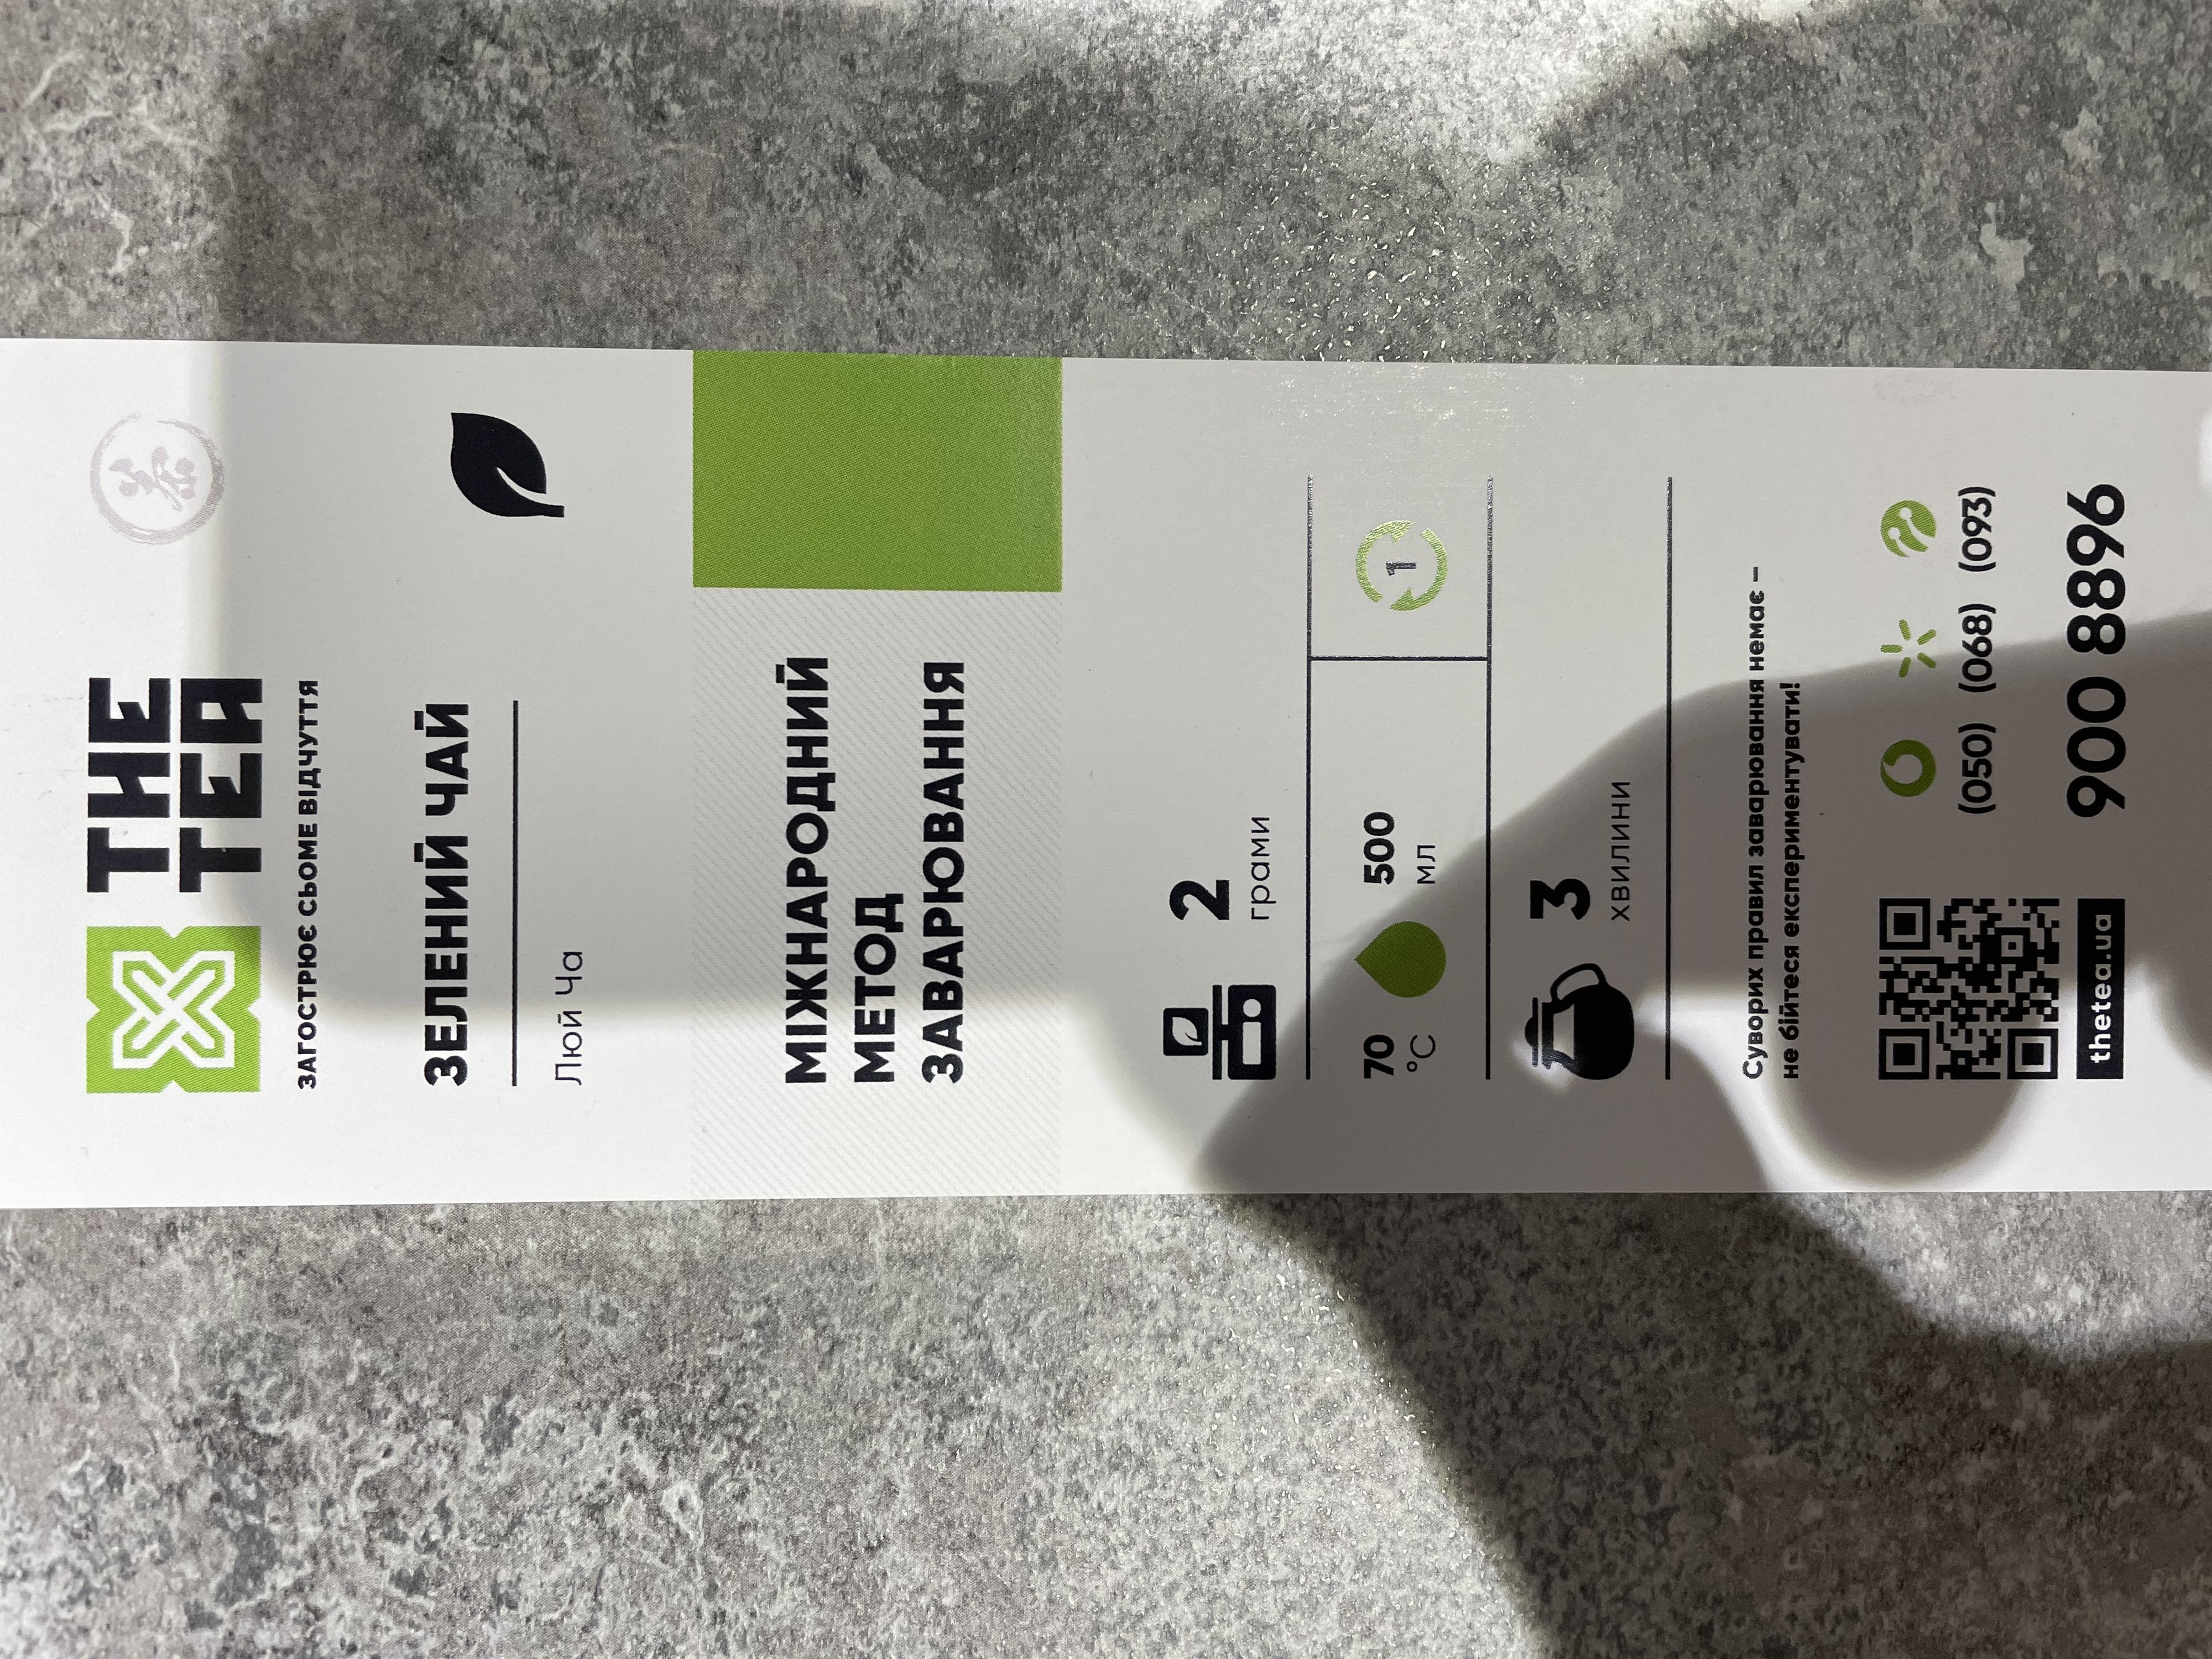 THE
TEA
ЗАГОСТРЮЄ СЬОМЕ ВІДЧУТТЯ
ЗЕЛЕНИЙ ЧАЙ
Люй Ча
МІЖНАРОДНИЙ
МЕТОД
ЗАВАРЮВАННЯ
2
грами
70 °C
500 мл
1
3
хвилини
Суворих правил заварювання немає –
не бійтеся експериментувати!
(050) (068) (093)
900 8896
thetea.ua